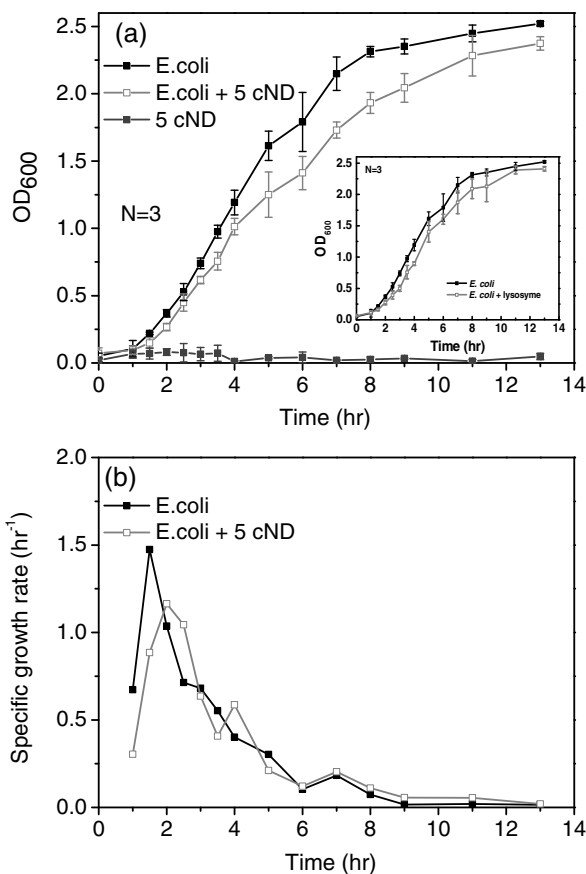 (a)
E.coli
E.coli + 5 cND
5 cND
N=3
OD600
2.5
2.0
1.5
1.0
0.5
0.0
0 2 4 6 8 10 12 14
Time (hr)
N=3
OD600
2.5
2.0
1.5
1.0
0.5
0.0
E. coli
E. coli + lysosyme
0 2 4 6 8 10 12 14
Time (hr)
(b)
E.coli
E.coli + 5 cND
Specific growth rate (hr-1)
2.0
1.5
1.0
0.5
0.0
0 2 4 6 8 10 12 14
Time (hr)